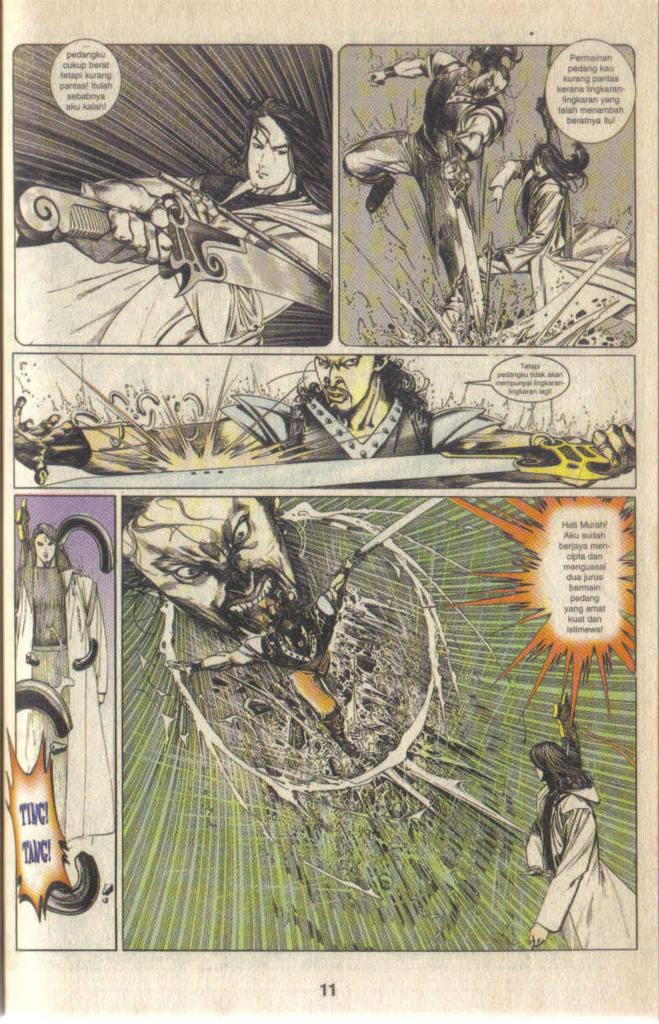 ... pedangku
cukup berat
tetapi kurang
pantas! Itulah
sebabnya
aku kalah!
Permainan
pedang kau
kurang pantas
kerana lingkaran-
lingkaran yang
telah menambah
beratnya itu!
Tetapi
pedangku tidak akan
mempunyai lingkaran-
lingkaran lagi!
Hati Murah!
Aku sudah
berjaya men-
cipta dan
menguasai
dua jurus
bermain
pedang
yang amat
kuat dan
istimewa!
TING!
TANG!
11